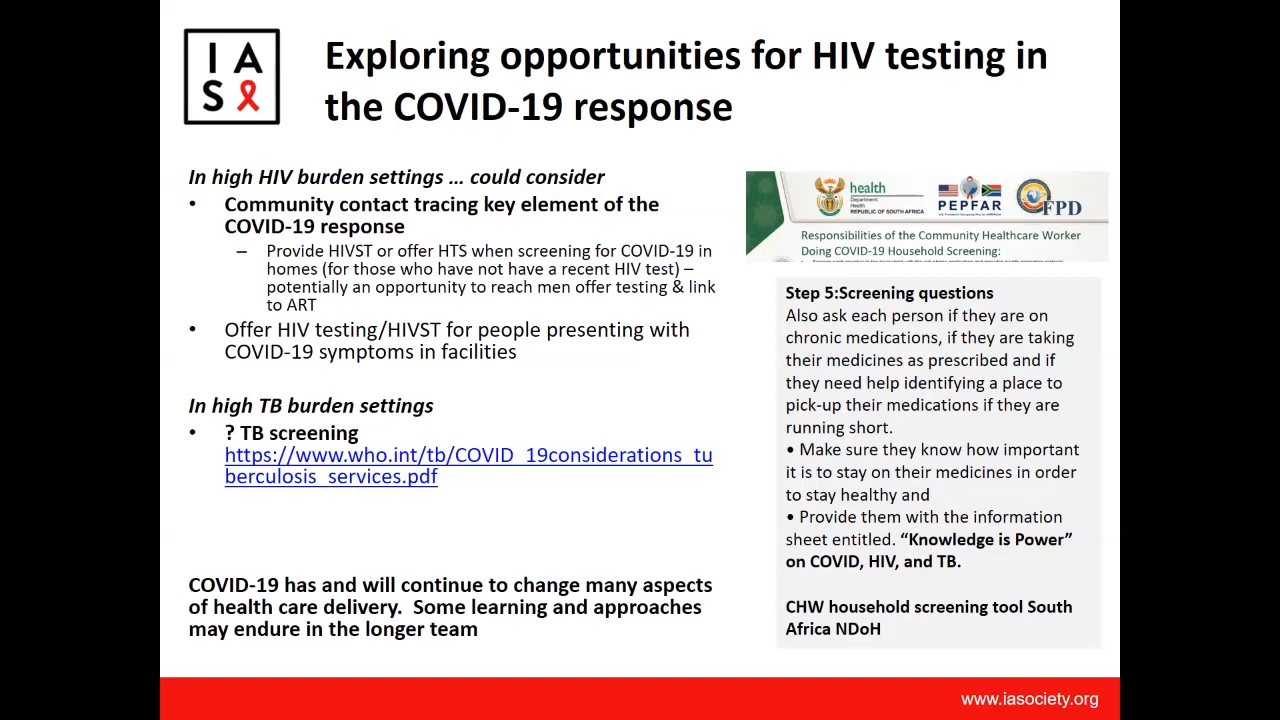 I A
S
Exploring opportunities for HIV testing in
the COVID-19 response
In high HIV burden settings … could consider
• Community contact tracing key element of the
COVID-19 response
– Provide HIVST or offer HTS when screening for COVID-19 in
homes (for those who have not have a recent HIV test) –
potentially an opportunity to reach men offer testing & link
to ART
• Offer HIV testing/HIVST for people presenting with
COVID-19 symptoms in facilities
In high TB burden settings
• ? TB screening
https://www.who.int/tb/COVID_19considerations_tu
berculosis_services.pdf
COVID-19 has and will continue to change many aspects
of health care delivery.  Some learning and approaches
may endure in the longer team
health
Department:
Health
REPUBLIC OF SOUTH AFRICA
PEPFAR
FPD
Responsibilities of the Community Healthcare Worker
Doing COVID-19 Household Screening:
Step 5:Screening questions
Also ask each person if they are on
chronic medications, if they are taking
their medicines as prescribed and if
they need help identifying a place to
pick-up their medications if they are
running short.
• Make sure they know how important
it is to stay on their medicines in order
to stay healthy and
• Provide them with the information
sheet entitled. “Knowledge is Power”
on COVID, HIV, and TB.
CHW household screening tool South
Africa NDoH
www.iasociety.org